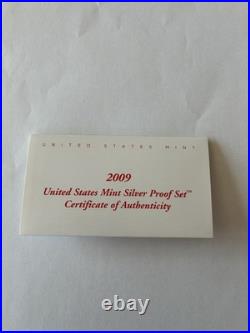 UNITED STATES MINT
2009
United States Mint Silver Proof Set™
Certificate of Authenticity